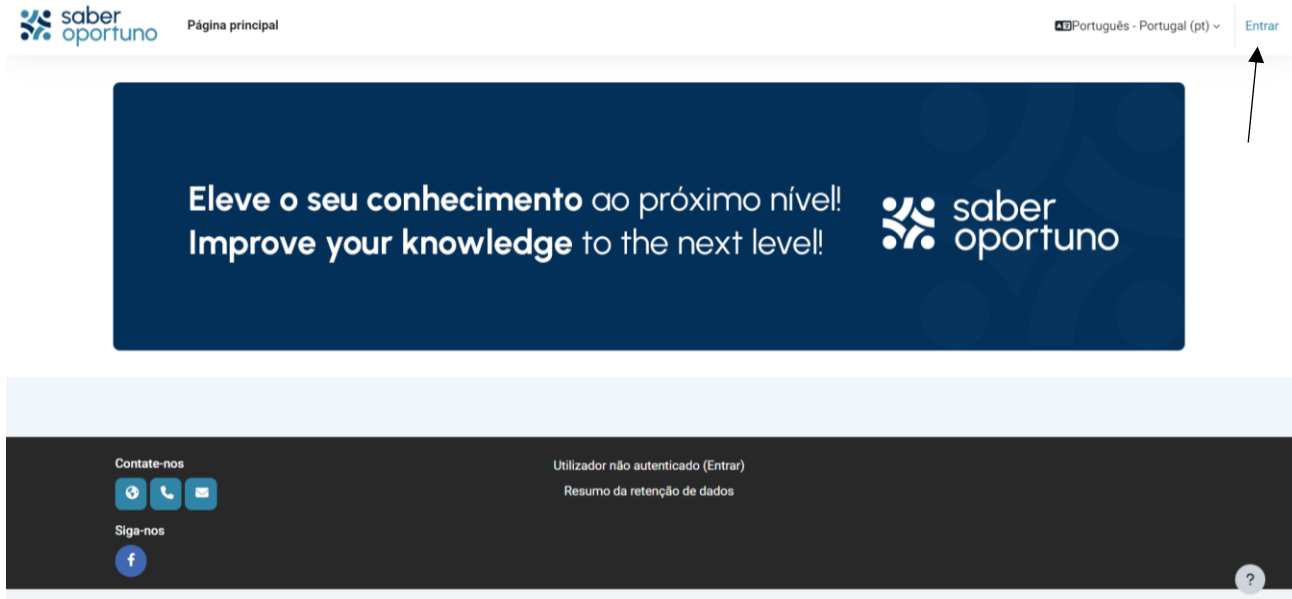 saber
oportuno
Página principal
Português - Portugal (pt)
Entrar
Eleve o seu conhecimento ao próximo nível!
Improve your knowledge to the next level!
saber
oportuno
Contate-nos
Utilizador não autenticado (Entrar)
Resumo da retenção de dados
Siga-nos
f
?